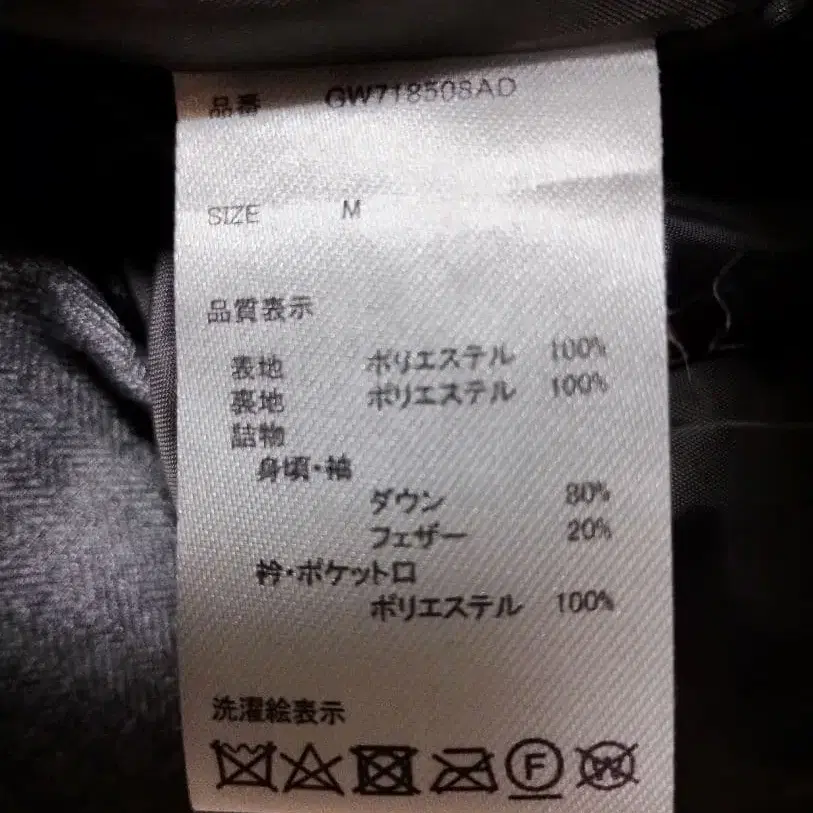 品番 GW718508AD
SIZE M
品質表示
表地 ポリエステル 100%
裏地 ポリエステル 100%
詰物
身頃・袖
ダウン 80%
フェザー 20%
衿・ポケット口
ポリエステル 100%
洗濯絵表示
F
W